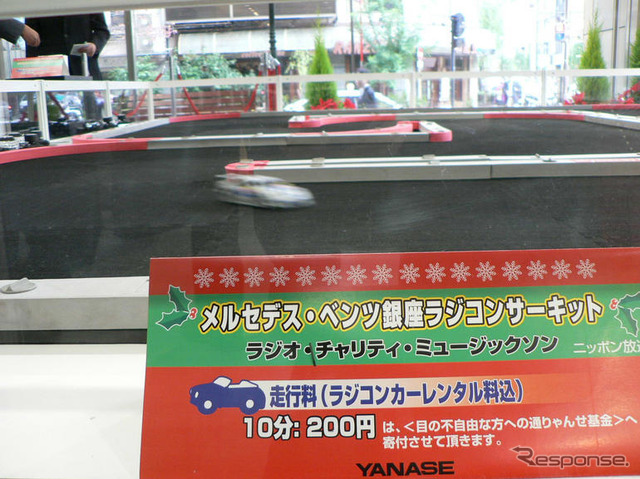 メルセデス・ベンツ銀座ラジコンサーキット &
ラジオ・チャリティ・ミュージックソン
ニッポン放送
走行料（ラジコンカーレンタル料込）
10分：200円 は、＜目の不自由な方への通りゃんせ基金＞へ
寄付させて頂きます。
YANASE
Response.